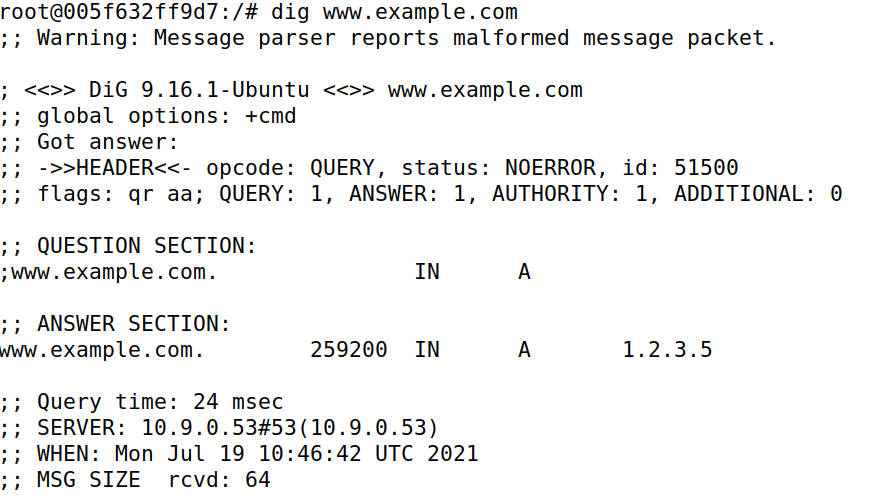 root@005f632ff9d7:/# dig www.example.com
;; Warning: Message parser reports malformed message packet.
; <<>> DiG 9.16.1-Ubuntu <<>> www.example.com
;; global options: +cmd
;; Got answer:
;; ->>HEADER<<- opcode: QUERY, status: NOERROR, id: 51500
;; flags: qr aa; QUERY: 1, ANSWER: 1, AUTHORITY: 1, ADDITIONAL: 0
;; QUESTION SECTION:
;www.example.com. IN A
;; ANSWER SECTION:
www.example.com. 259200 IN A 1.2.3.5
;; Query time: 24 msec
;; SERVER: 10.9.0.53#53(10.9.0.53)
;; WHEN: Mon Jul 19 10:46:42 UTC 2021
;; MSG SIZE rcvd: 64